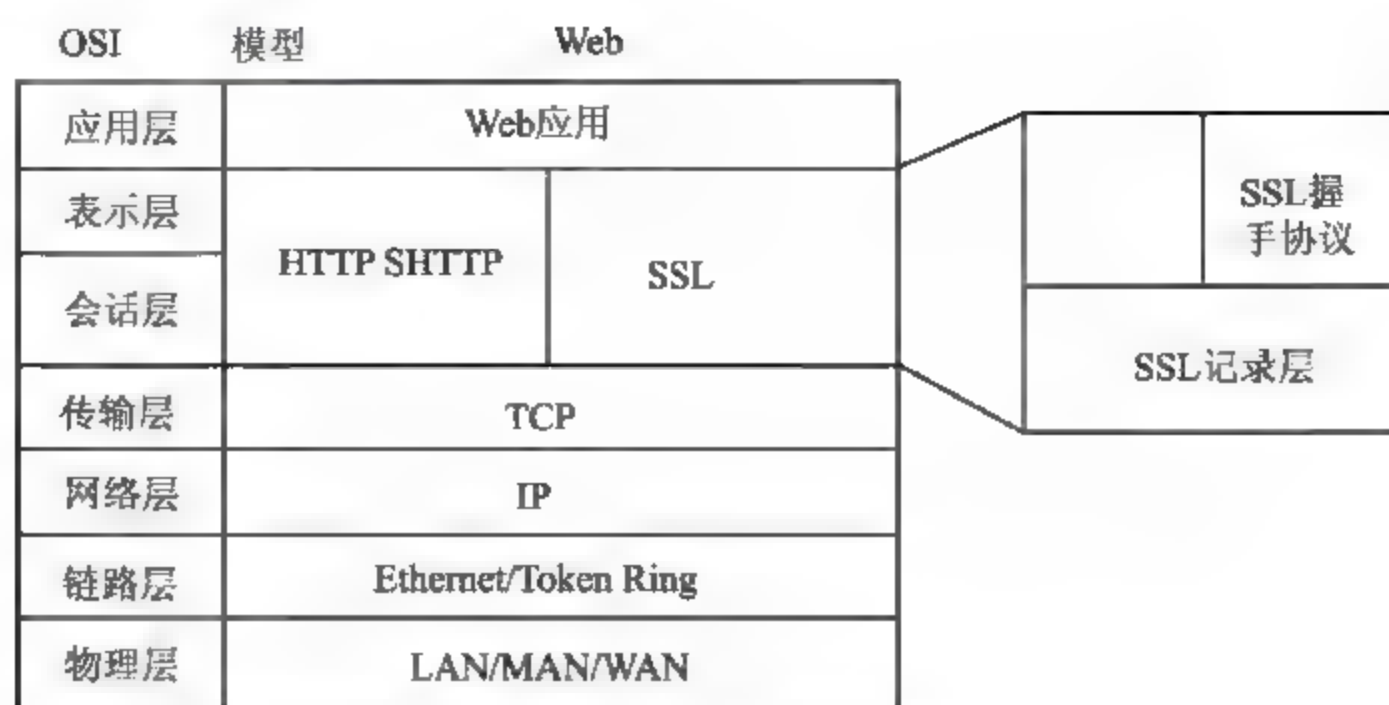 OSI 模型 Web
应用层 Web应用
表示层
HTTP SHTTP SSL
会话层
传输层 TCP
网络层 IP
链路层 Ethernet/Token Ring
物理层 LAN/MAN/WAN
SSL握
手协议
SSL记录层